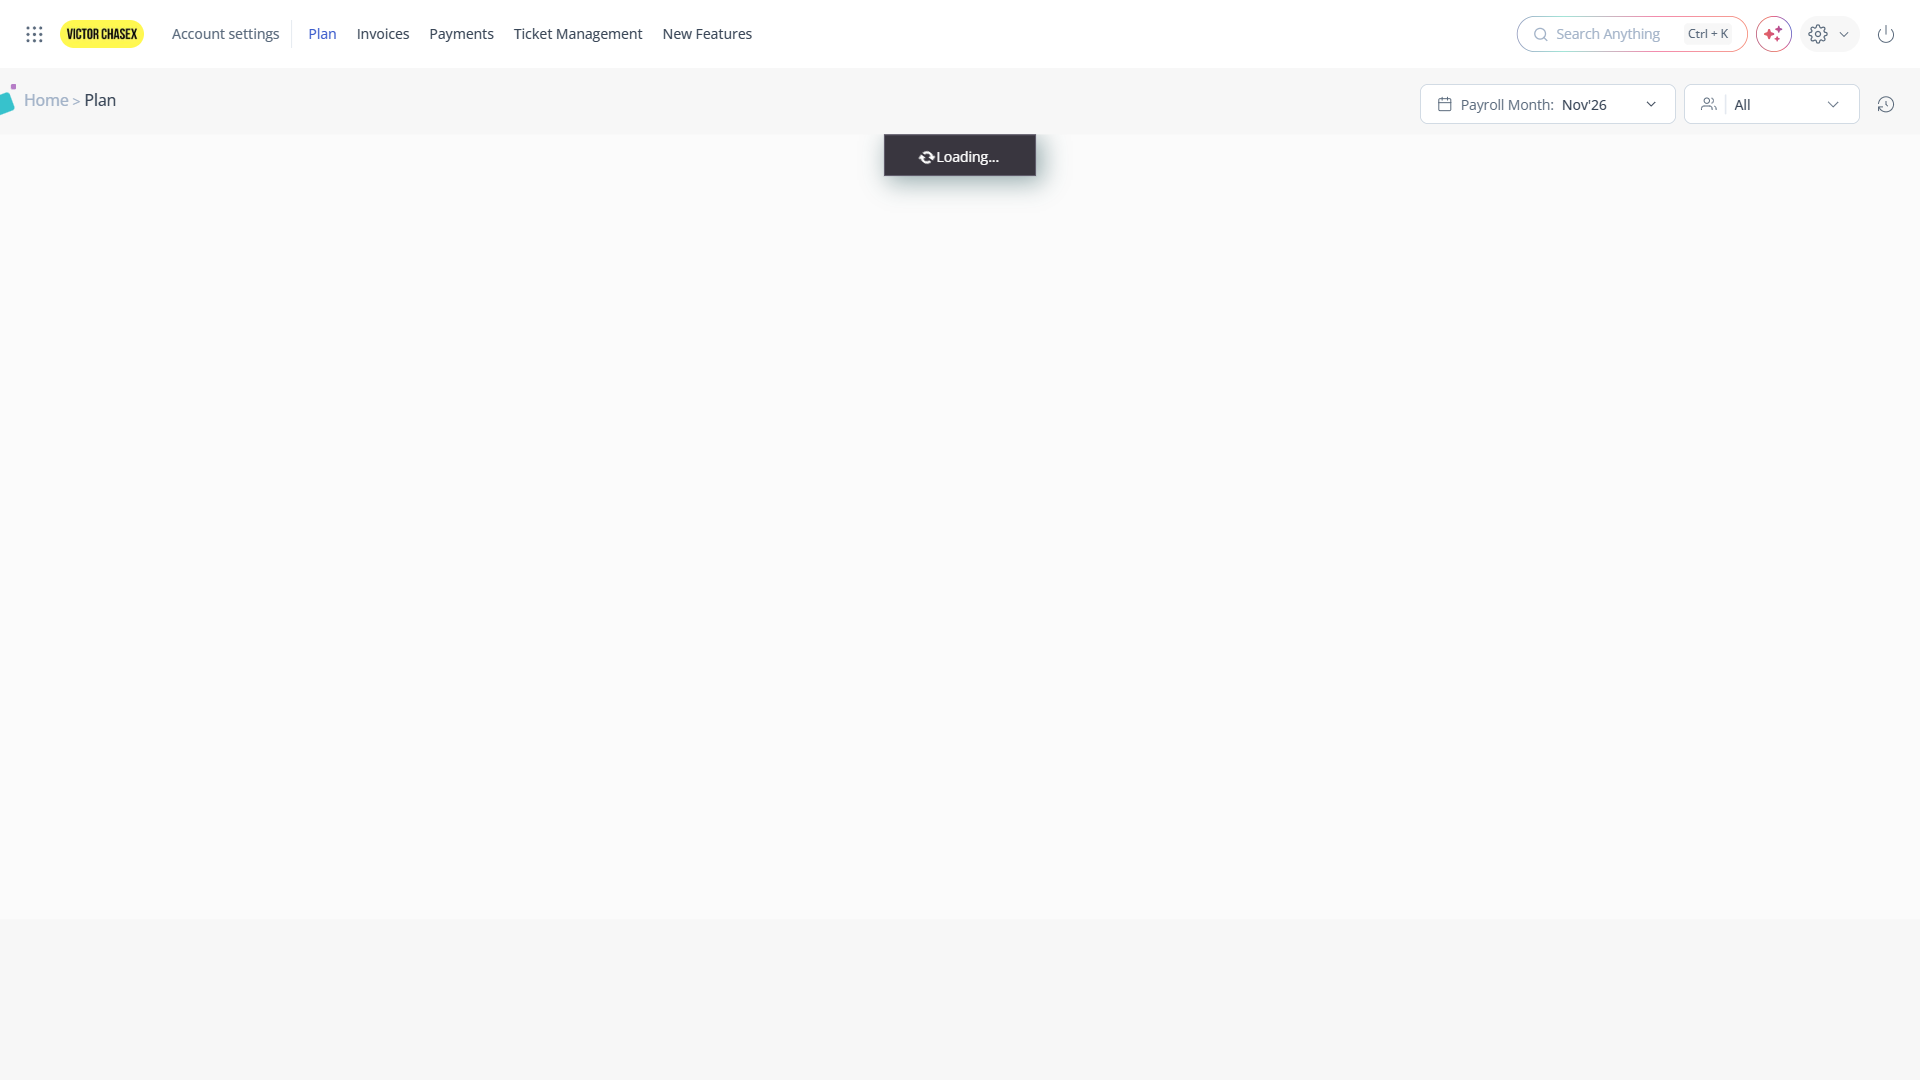 VICTOR CHASEX
Account settings
Plan
Invoices
Payments
Ticket Management
New Features
Search Anything
Ctrl + K
Home > Plan
Payroll Month: Nov'26
All
Loading...